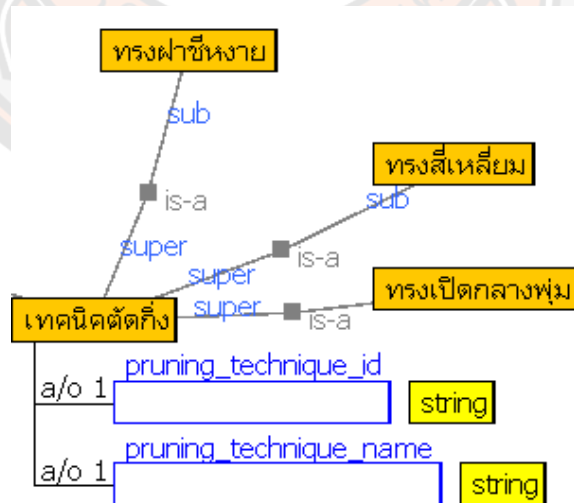 ทรงฝาชีหงาย
sub
is-a
super
ทรงสี่เหลี่ยม
sub
is-a
super
ทรงเปิดกลางพุ่ม
is-a
super
เทคนิคตัดกิ่ง
pruning_technique_id
a/o 1
string
pruning_technique_name
a/o 1
string